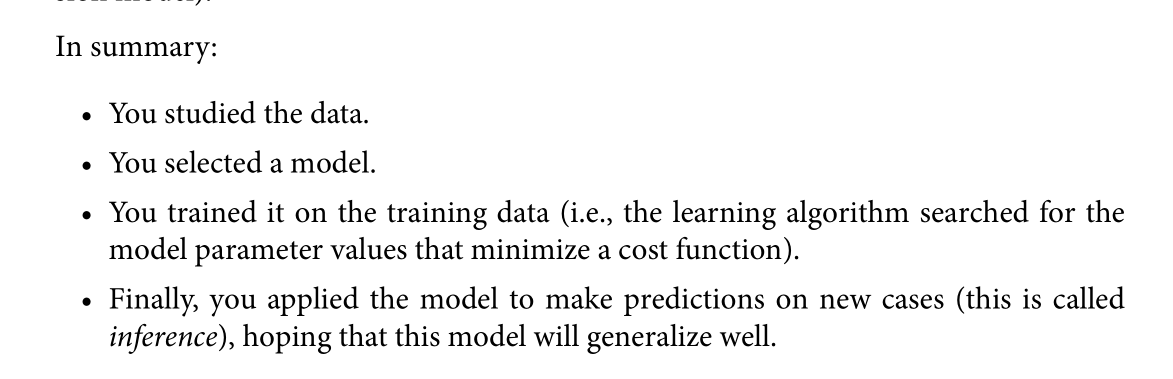 In summary:
• You studied the data.
• You selected a model.
• You trained it on the training data (i.e., the learning algorithm searched for the
model parameter values that minimize a cost function).
• Finally, you applied the model to make predictions on new cases (this is called
inference), hoping that this model will generalize well.